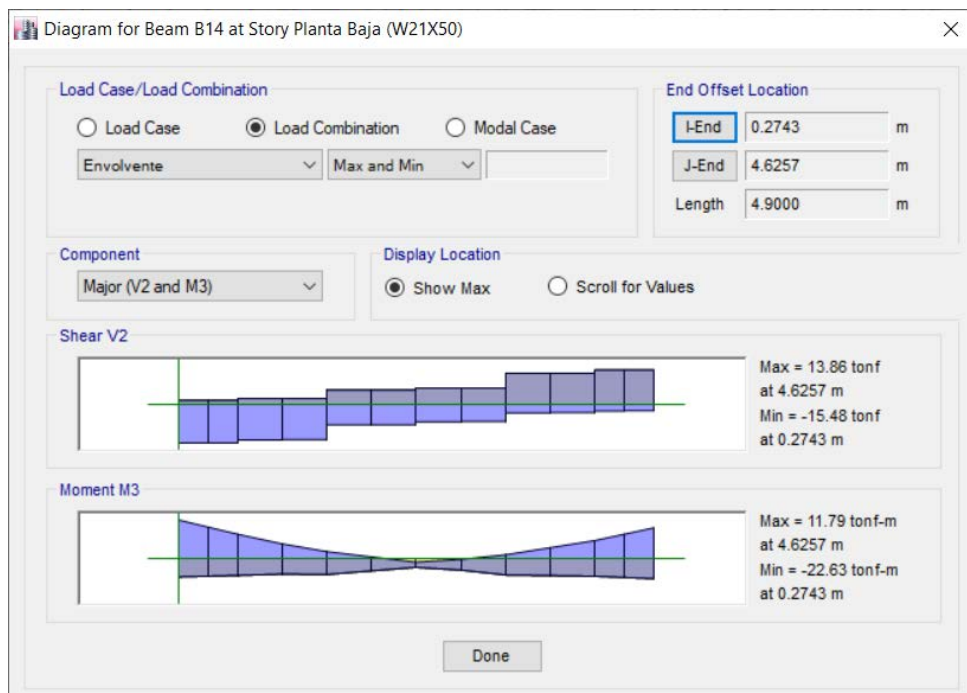 Diagram for Beam B14 at Story Planta Baja (W21X50)
Load Case/Load Combination
Load Case Load Combination Modal Case
Envolvente Max and Min
End Offset Location
I-End 0.2743 m
J-End 4.6257 m
Length 4.9000 m
Component
Major (V2 and M3)
Display Location
Show Max Scroll for Values
Shear V2
Max = 13.86 tonf
at 4.6257 m
Min = -15.48 tonf
at 0.2743 m
Moment M3
Max = 11.79 tonf-m
at 4.6257 m
Min = -22.63 tonf-m
at 0.2743 m
Done